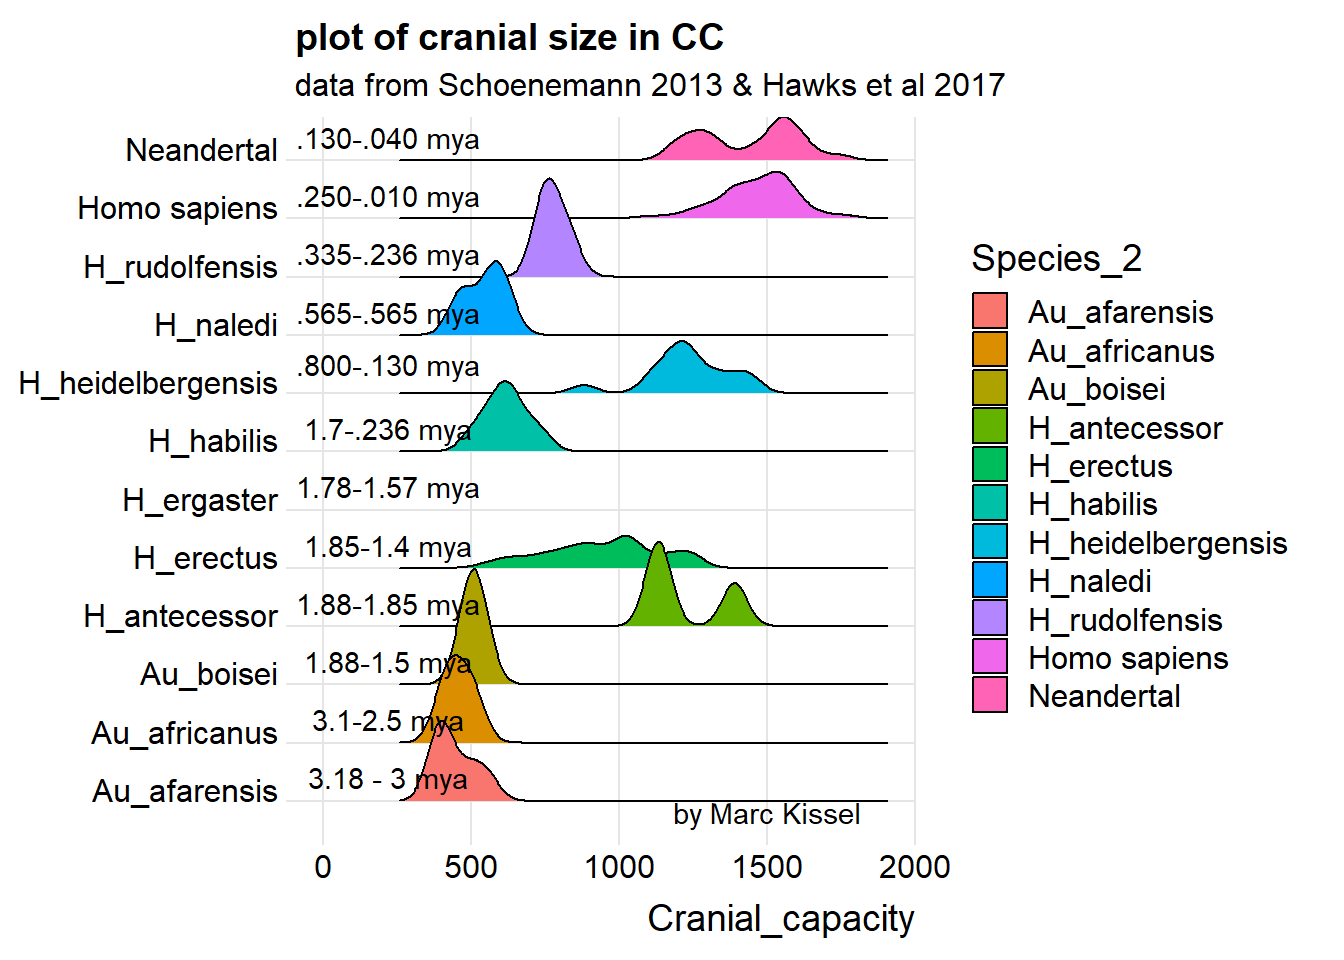 plot of cranial size in CC
data from Schoenemann 2013 & Hawks et al 2017
Neandertal .130-.040 mya
Homo sapiens .250-.010 mya
H_rudolfensis .335-.236 mya
H_naledi .565-.565 mya
H_heidelbergensis .800-.130 mya
H_habilis 1.7-.236 mya
H_ergaster 1.78-1.57 mya
H_erectus 1.85-1.4 mya
H_antecessor 1.88-1.85 mya
Au_boisei 1.88-1.5 mya
Au_africanus 3.1-2.5 mya
Au_afarensis 3.18 - 3 mya
by Marc Kissel
0 500 1000 1500 2000
Cranial_capacity
Species_2
Au_afarensis
Au_africanus
Au_boisei
H_antecessor
H_erectus
H_habilis
H_heidelbergensis
H_naledi
H_rudolfensis
Homo sapiens
Neandertal